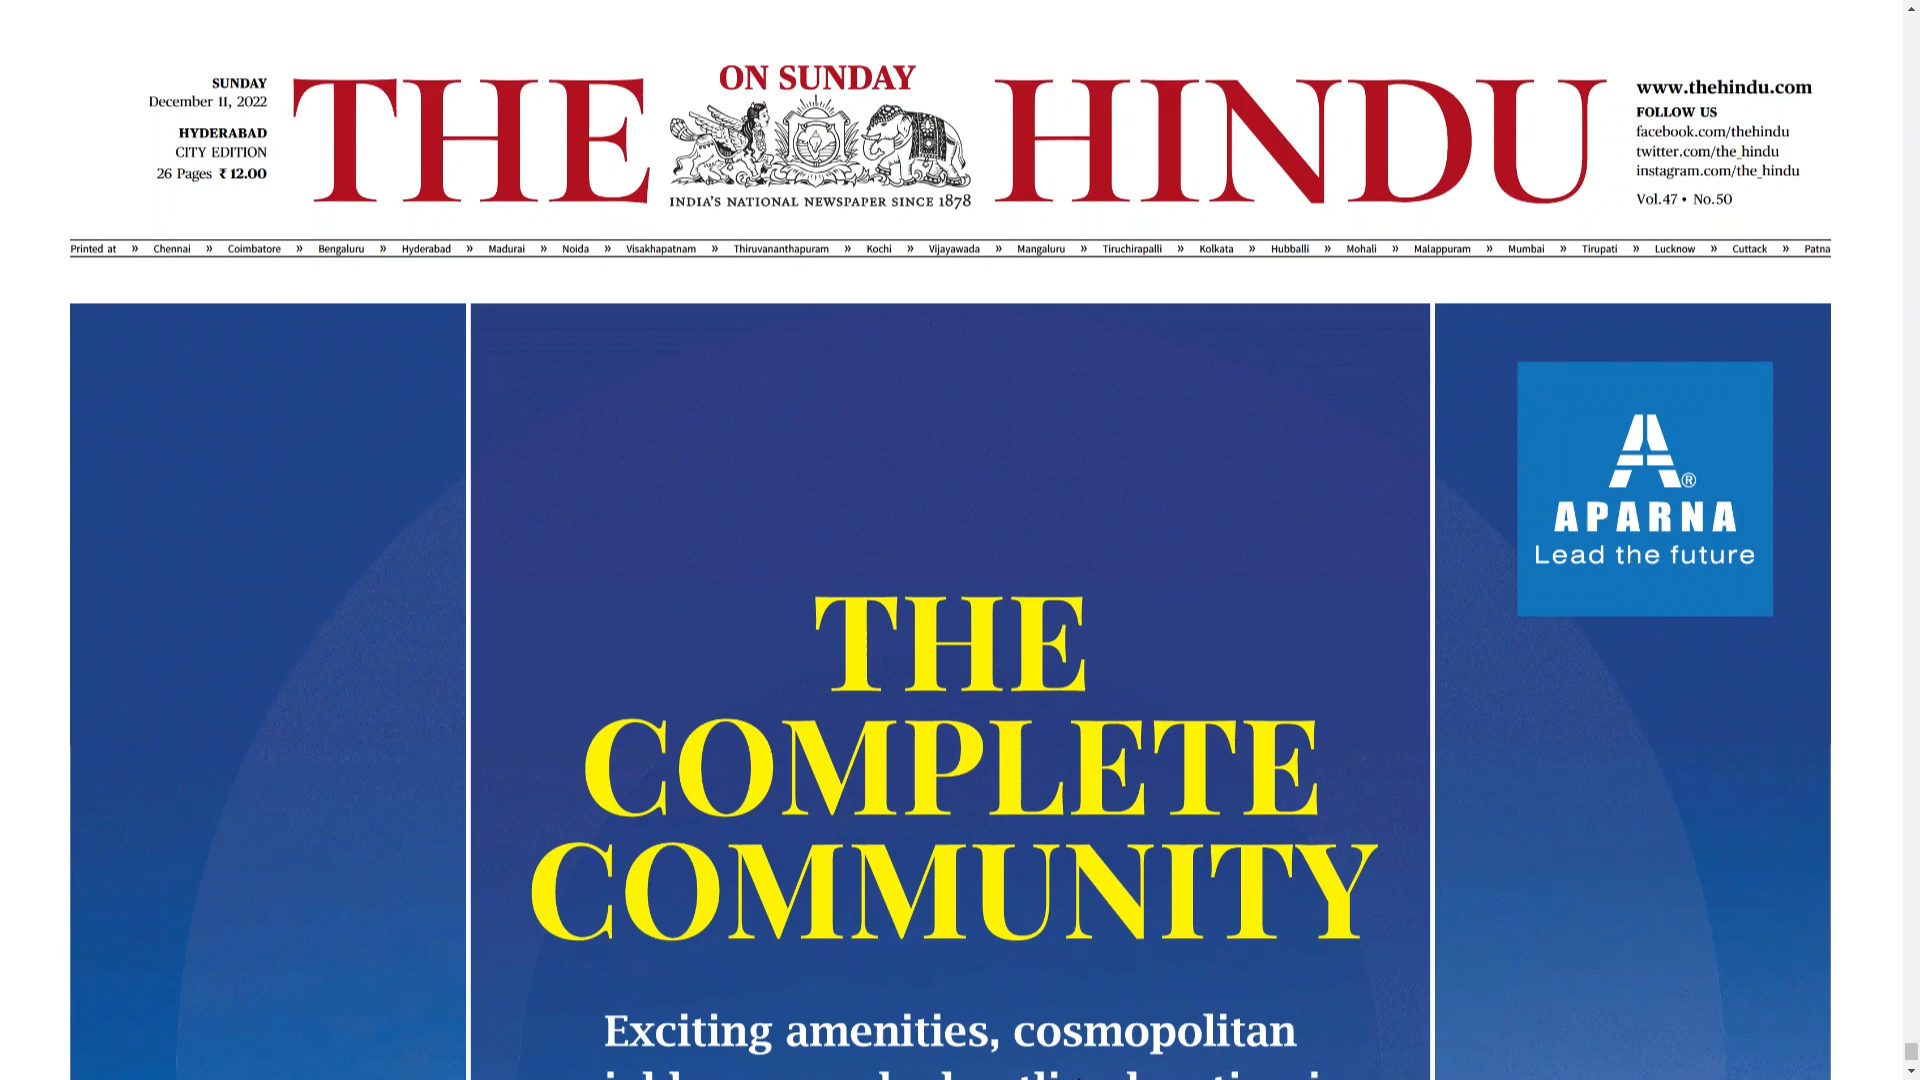 SUNDAY
December 11, 2022
HYDERABAD
CITY EDITION
26 Pages ₹ 12.00
THE
ON SUNDAY
INDIA'S NATIONAL NEWSPAPER SINCE 1878
HINDU
www.thehindu.com
FOLLOW US
facebook.com/thehindu
twitter.com/the_hindu
instagram.com/the_hindu
Vol.47 • No.50
Printed at » Chennai » Coimbatore » Bengaluru » Hyderabad » Madurai » Noida » Visakhapatnam » Thiruvananthapuram » Kochi » Vijayawada » Mangaluru » Tiruchirapalli » Kolkata » Hubballi » Mohali » Malappuram » Mumbai » Tirupati » Lucknow » Cuttack » Patna
A®
APARNA
Lead the future
THE
COMPLETE
COMMUNITY
Exciting amenities, cosmopolitan